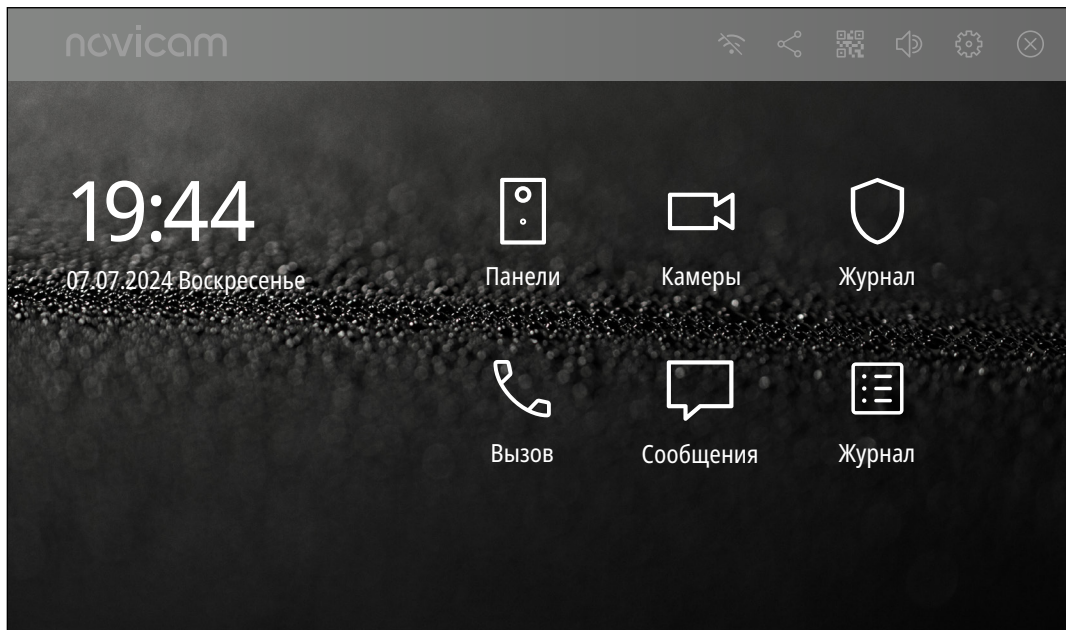 novicam
19:44
07.07.2024 Воскресенье
Панели
Камеры
Журнал
Вызов
Сообщения
Журнал